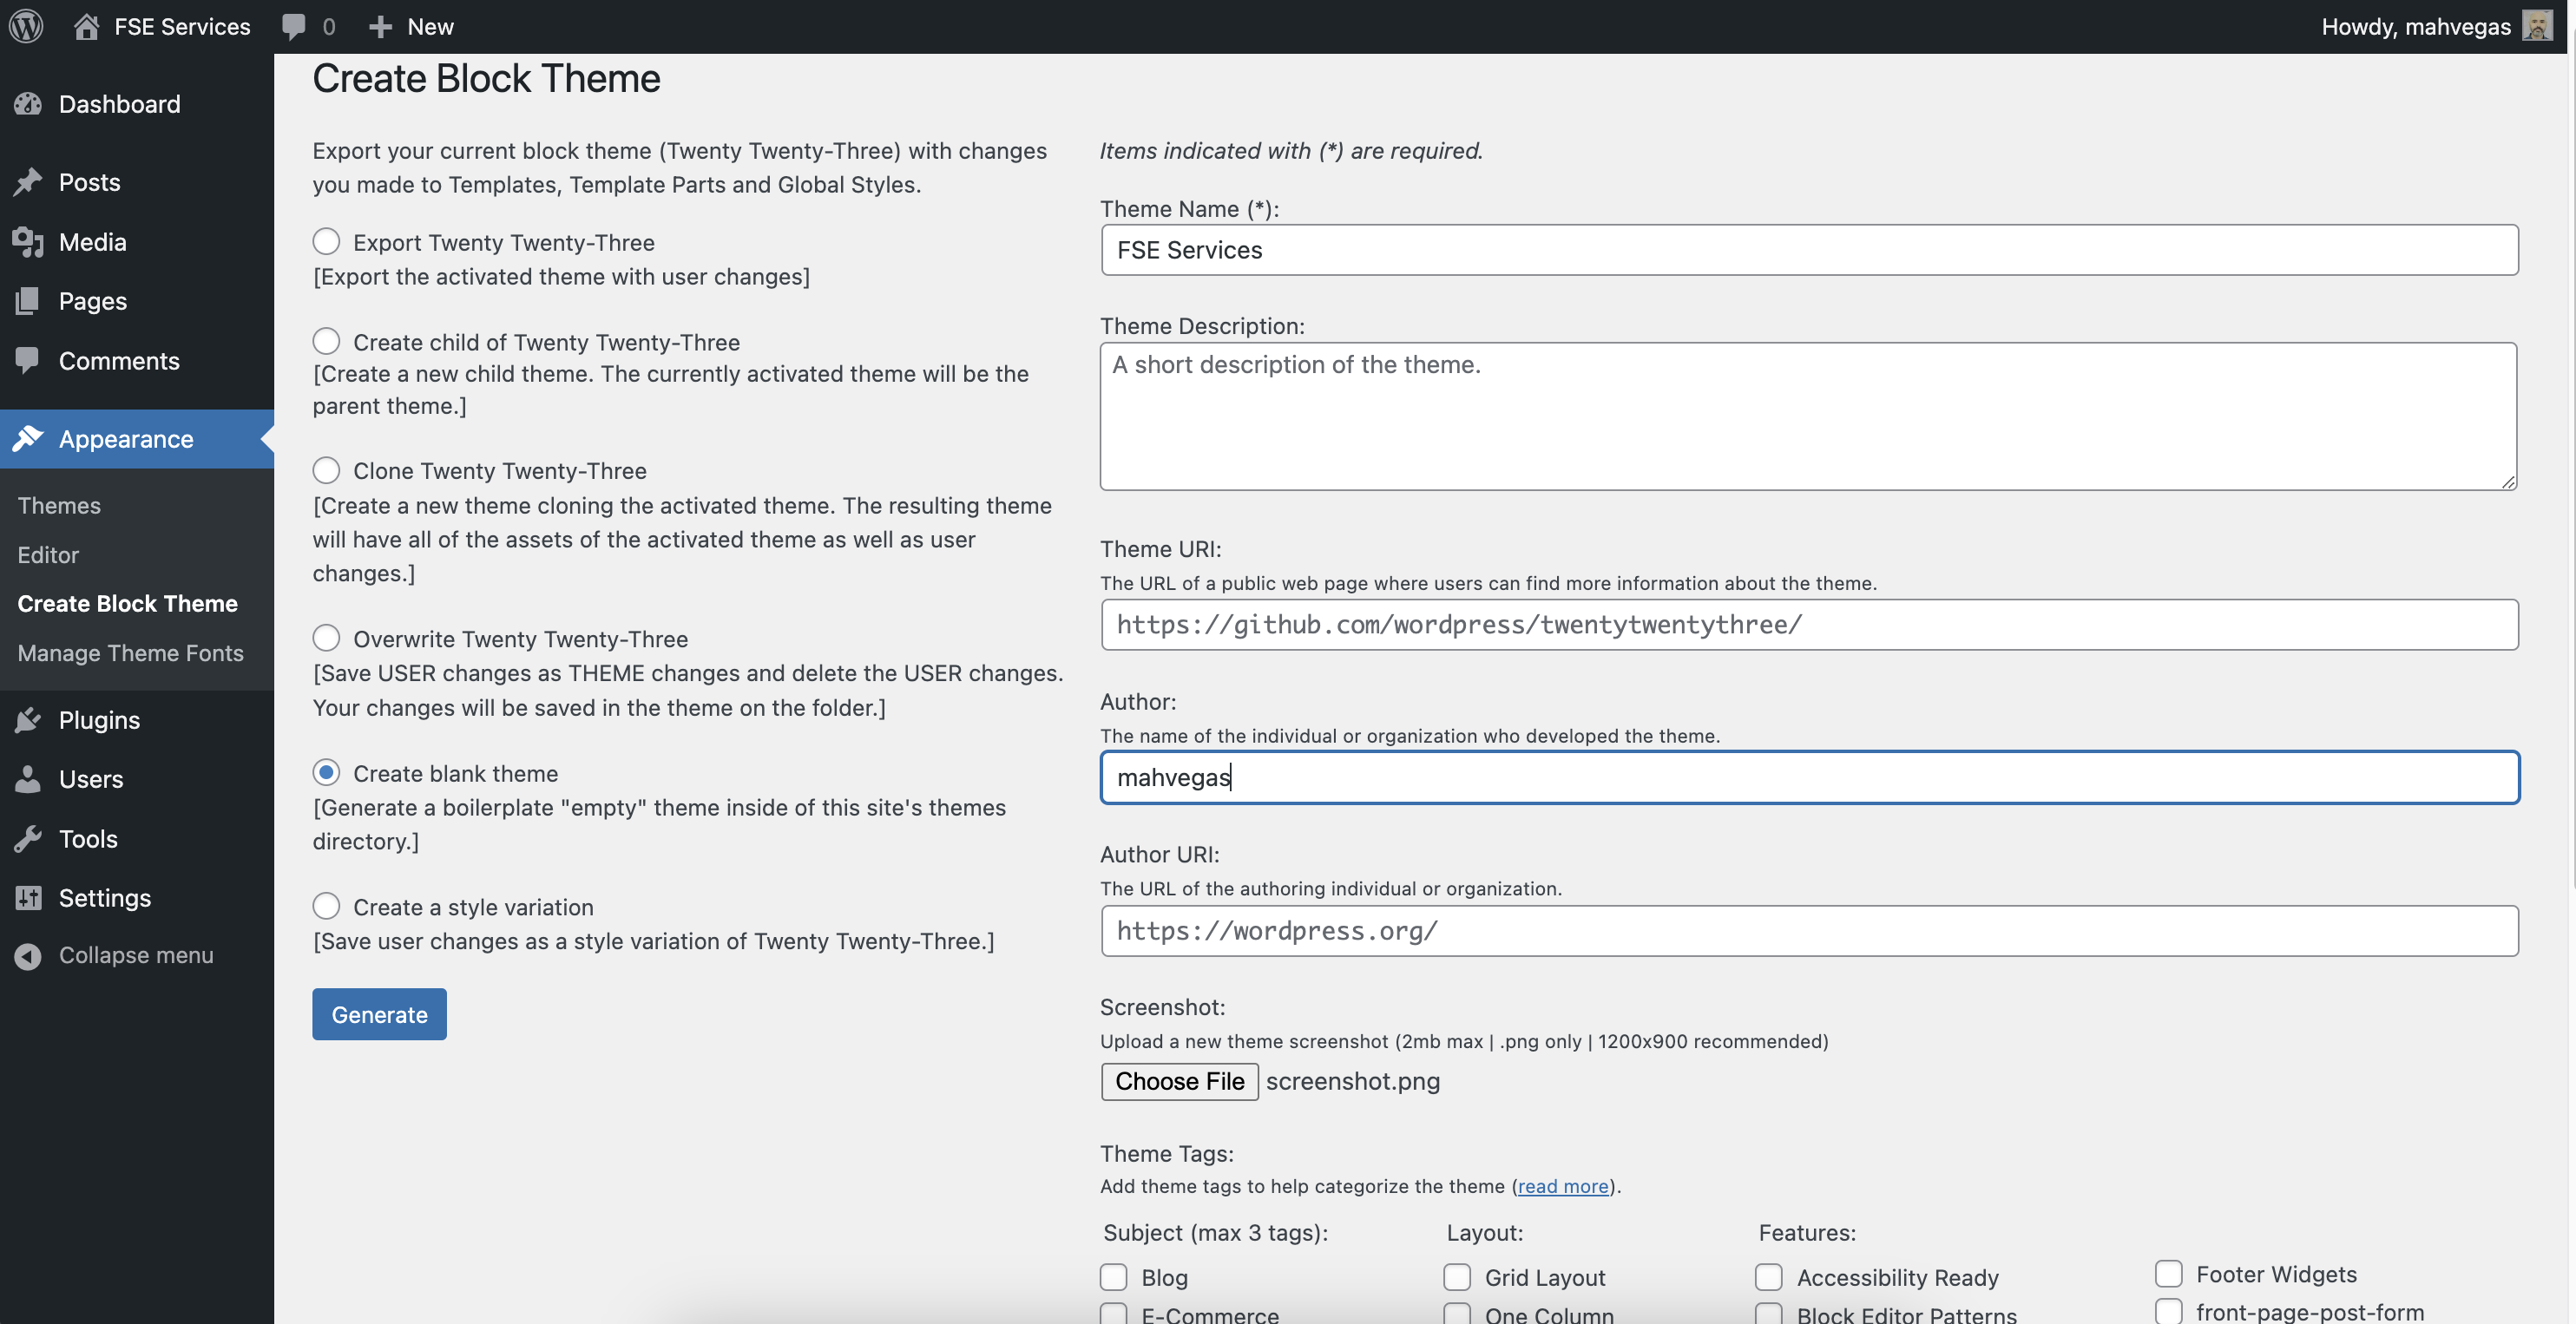 FSE Services 0 New Howdy, mahvegas
Dashboard
Posts
Media
Pages
Comments
Appearance
Themes
Editor
Create Block Theme
Manage Theme Fonts
Plugins
Users
Tools
Settings
Collapse menu
Create Block Theme
Export your current block theme (Twenty Twenty-Three) with changes
you made to Templates, Template Parts and Global Styles.
Export Twenty Twenty-Three
[Export the activated theme with user changes]
Create child of Twenty Twenty-Three
[Create a new child theme. The currently activated theme will be the
parent theme.]
Clone Twenty Twenty-Three
[Create a new theme cloning the activated theme. The resulting theme
will have all of the assets of the activated theme as well as user
changes.]
Overwrite Twenty Twenty-Three
[Save USER changes as THEME changes and delete the USER changes.
Your changes will be saved in the theme on the folder.]
Create blank theme
[Generate a boilerplate "empty" theme inside of this site's themes
directory.]
Create a style variation
[Save user changes as a style variation of Twenty Twenty-Three.]
Generate
Items indicated with (*) are required.
Theme Name (*):
FSE Services
Theme Description:
A short description of the theme.
Theme URI:
The URL of a public web page where users can find more information about the theme.
https://github.com/wordpress/twentytwentythree/
Author:
The name of the individual or organization who developed the theme.
mahvegas
Author URI:
The URL of the authoring individual or organization.
https://wordpress.org/
Screenshot:
Upload a new theme screenshot (2mb max | .png only | 1200x900 recommended)
Choose File screenshot.png
Theme Tags:
Add theme tags to help categorize the theme (read more).
Subject (max 3 tags): Layout: Features:
Blog Grid Layout Accessibility Ready Footer Widgets
E-Commerce One Column Block Editor Patterns front-page-post-form